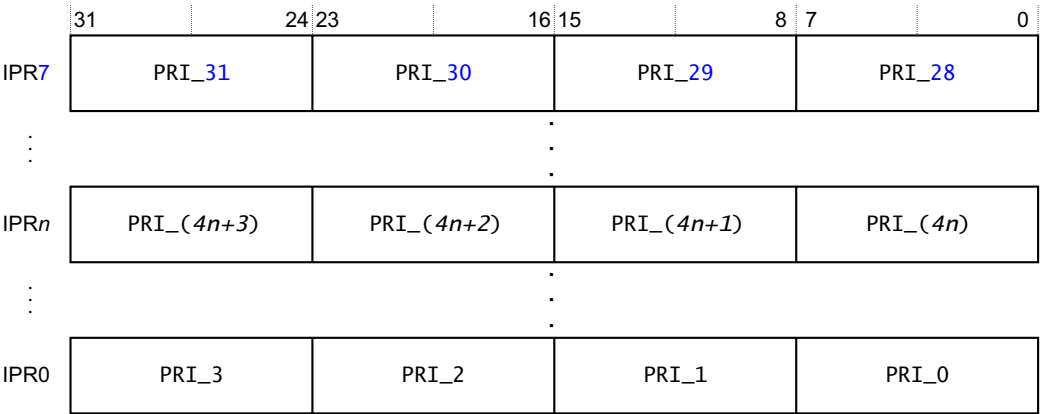 31 24 23 16 15 8 7 0
IPR7 PRI_31 PRI_30 PRI_29 PRI_28
IPRn PRI_(4n+3) PRI_(4n+2) PRI_(4n+1) PRI_(4n)
IPR0 PRI_3 PRI_2 PRI_1 PRI_0